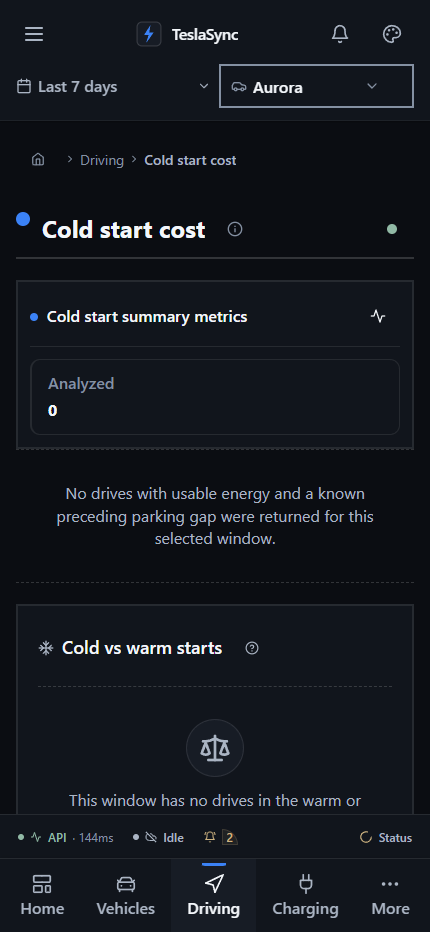 TeslaSync
Last 7 days
Aurora
Driving
Cold start cost
Cold start cost
Cold start summary metrics
Analyzed
0
No drives with usable energy and a known
preceding parking gap were returned for this
selected window.
Cold vs warm starts
This window has no drives in the warm or
API · 144ms
Idle
2
Status
Home
Vehicles
Driving
Charging
More